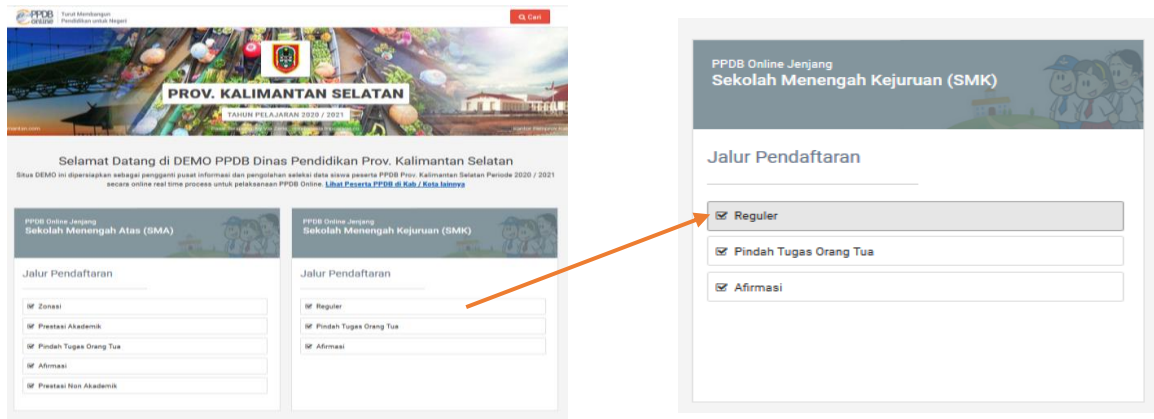 PPDB Online
Turut Membangun
Pendidikan untuk Negeri
Cari
PROV. KALIMANTAN SELATAN
TAHUN PELAJARAN 2020 / 2021
Selamat Datang di DEMO PPDB Dinas Pendidikan Prov. Kalimantan Selatan
Situs DEMO ini dipersiapkan sebagai pengganti pusat informasi dan pengolahan seleksi data siswa peserta PPDB Prov. Kalimantan Selatan Periode 2020 / 2021
secara online real time process untuk pelaksanaan PPDB Online. Lihat Peserta PPDB di Kab / Kota lainnya
PPDB Online Jenjang
Sekolah Menengah Atas (SMA)
Jalur Pendaftaran
Zonasi
Prestasi Akademik
Pindah Tugas Orang Tua
Afirmasi
Prestasi Non Akademik
PPDB Online Jenjang
Sekolah Menengah Kejuruan (SMK)
Jalur Pendaftaran
Reguler
Pindah Tugas Orang Tua
Afirmasi
PPDB Online Jenjang
Sekolah Menengah Kejuruan (SMK)
Jalur Pendaftaran
Reguler
Pindah Tugas Orang Tua
Afirmasi